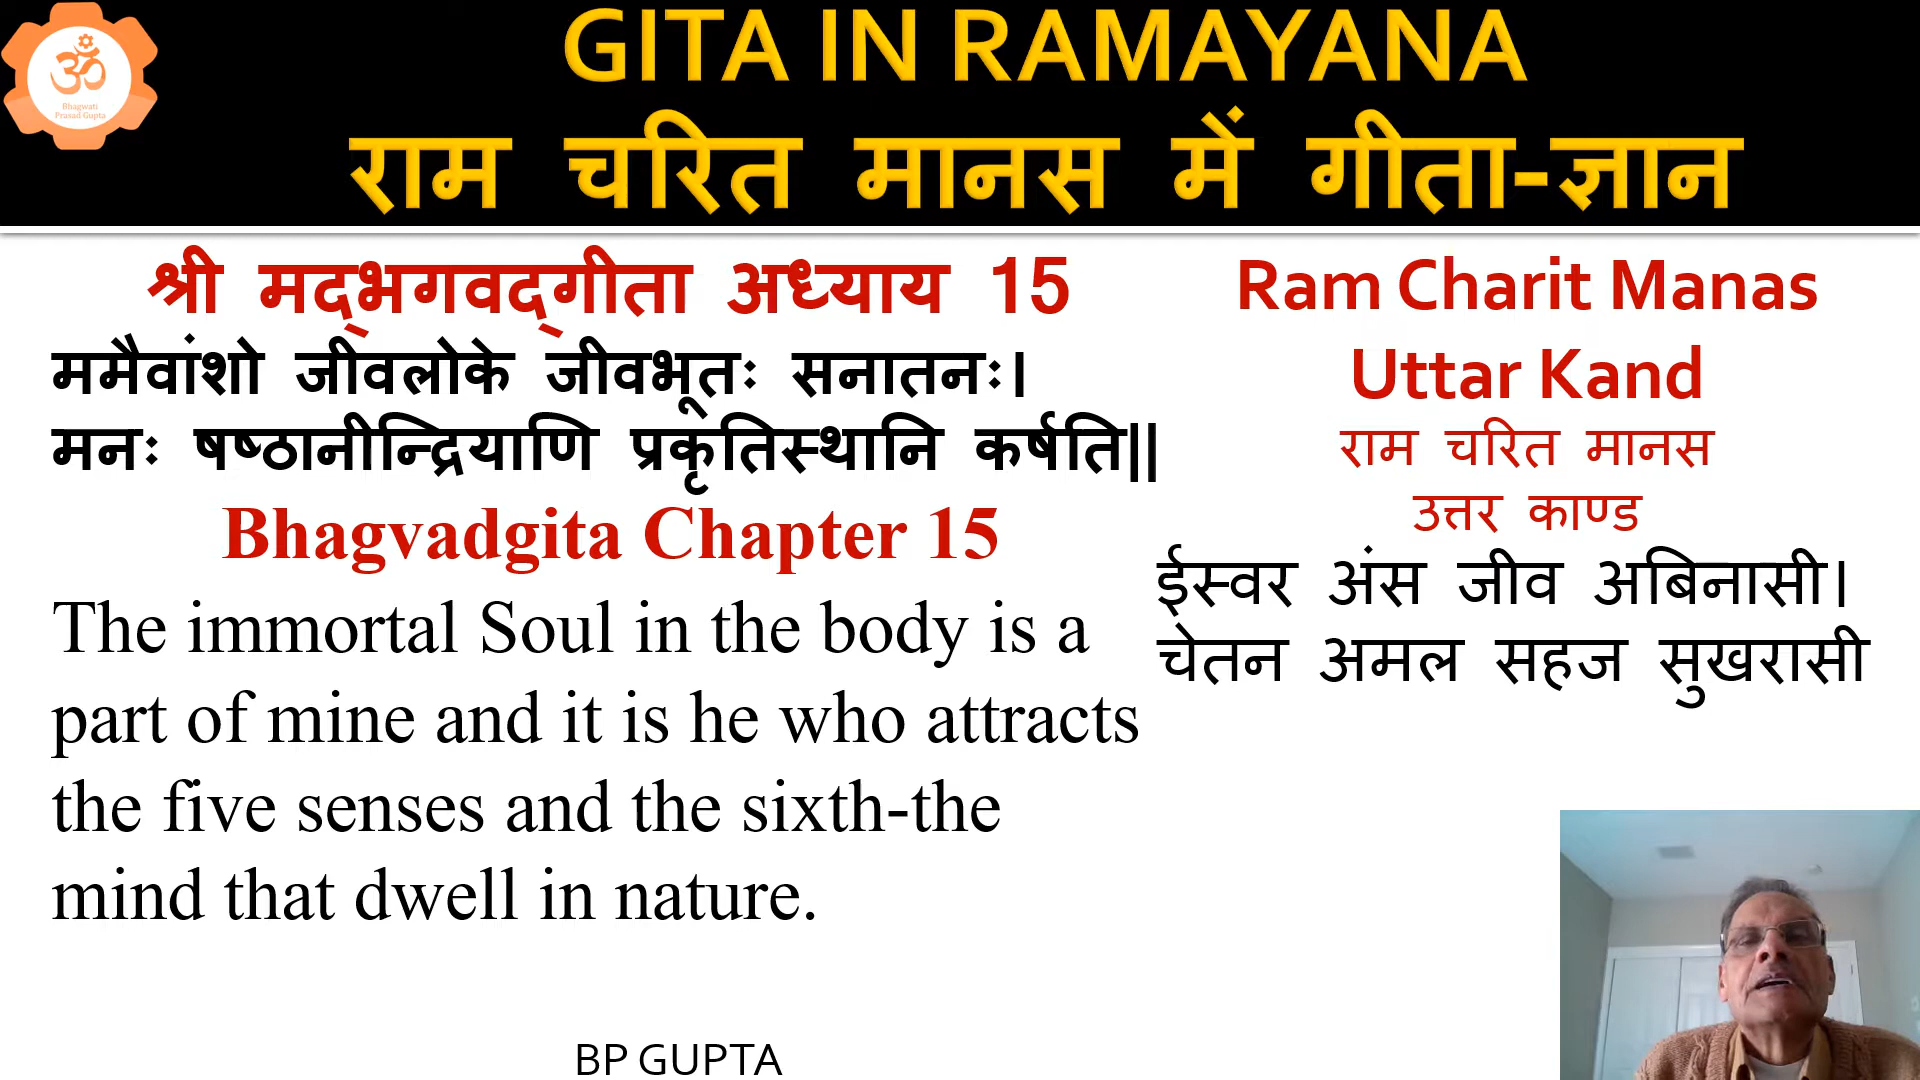 ॐ
Bhagwati
Prasad Gupta
GITA IN RAMAYANA
राम चरित मानस में गीता-ज्ञान
श्री मद्‌भगवद्‌गीता अध्याय 15
ममैवांशो जीवलोके जीवभूतः सनातनः।
मनः षष्ठानीन्द्रियाणि प्रकृतिस्थानि कर्षति||
Bhagvadgita Chapter 15
The immortal Soul in the body is a
part of mine and it is he who attracts
the five senses and the sixth-the
mind that dwell in nature.
Ram Charit Manas
Uttar Kand
राम चरित मानस
उत्तर काण्ड
ईस्वर अंस जीव अबिनासी।
चेतन अमल सहज सुखरासी
BP GUPTA